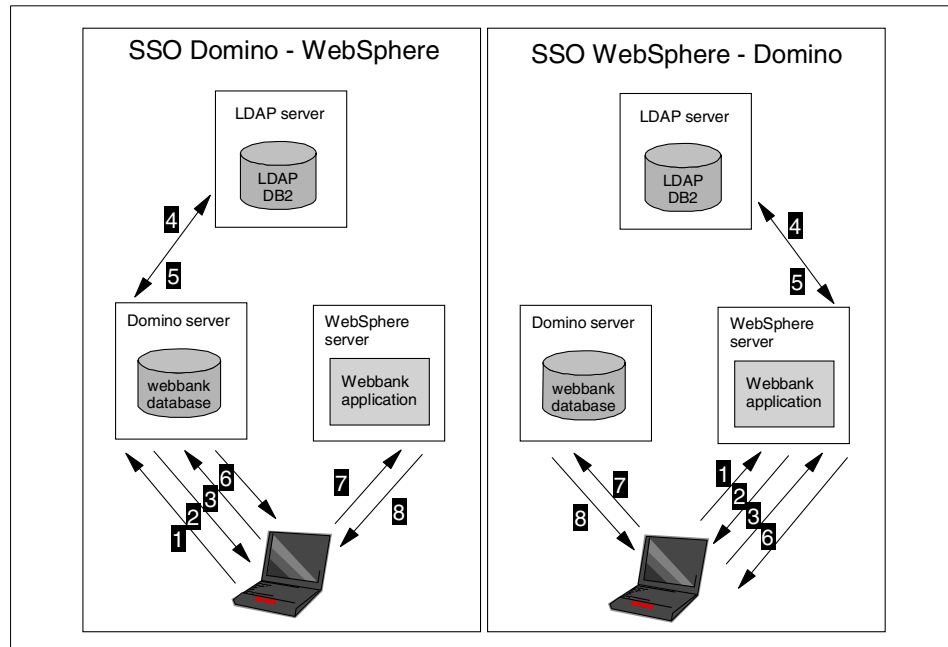 SSO Domino - WebSphere
LDAP server
LDAP
DB2
4
5
Domino server
webbank
database
WebSphere
server
Webbank
application
6
3
2
1
7
8
SSO WebSphere - Domino
LDAP server
LDAP
DB2
4
5
Domino server
webbank
database
WebSphere
server
Webbank
application
7
8
1
2
3
6